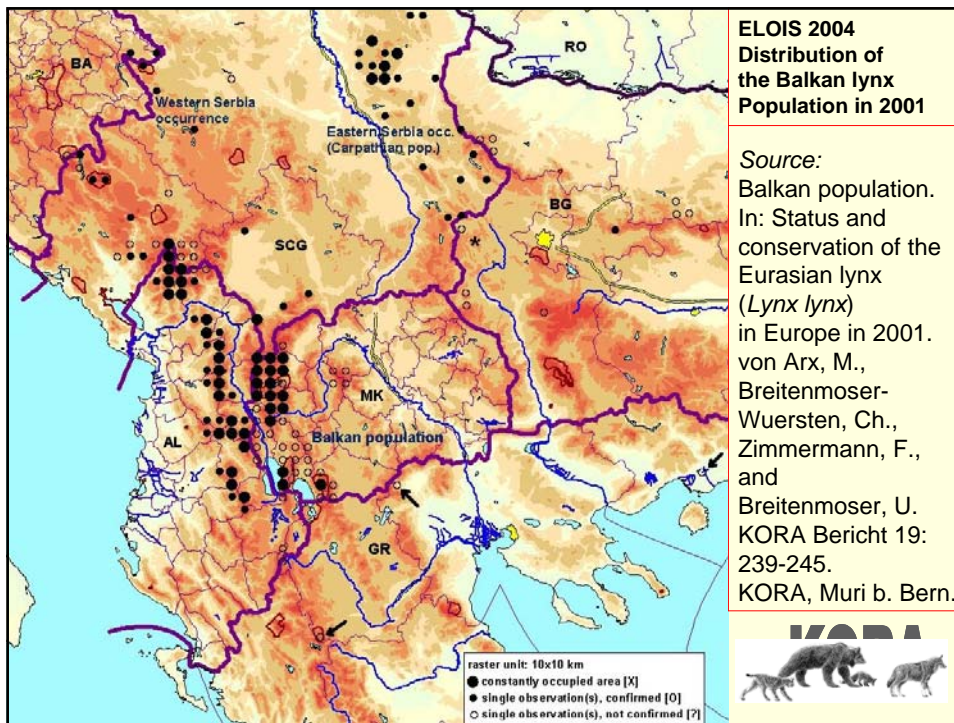 BA
RO
Western Serbia
occurrence
Eastern Serbia occ.
(Carpathian pop.)
BG
*
SCG
MK
AL
Balkan population
GR
raster unit: 10x10 km
constantly occupied area [X]
single observation(s), confirmed [O]
single observation(s), not confirmed [?]
ELOIS 2004
Distribution of
the Balkan lynx
Population in 2001
Source:
Balkan population.
In: Status and
conservation of the
Eurasian lynx
(Lynx lynx)
in Europe in 2001.
von Arx, M.,
Breitenmoser-
Wuersten, Ch.,
Zimmermann, F.,
and
Breitenmoser, U.
KORA Bericht 19:
239-245.
KORA, Muri b. Bern.
KORA